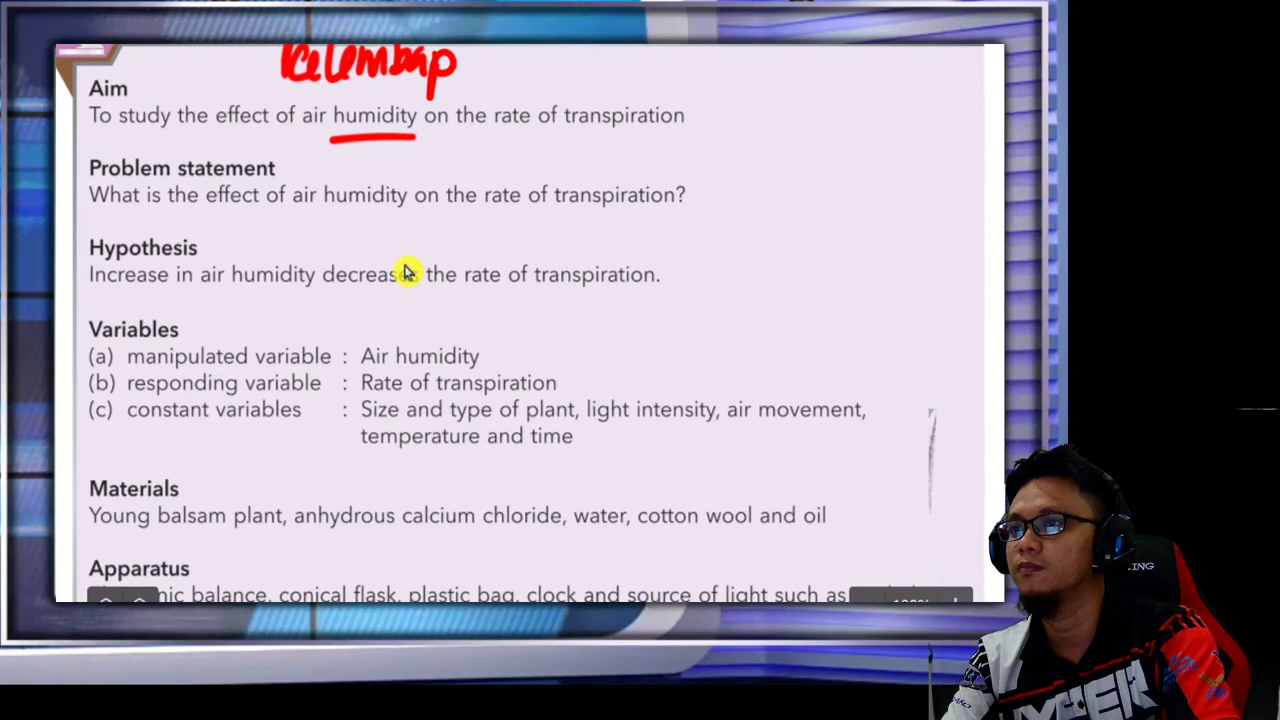 kelembap
Aim
To study the effect of air humidity on the rate of transpiration
Problem statement
What is the effect of air humidity on the rate of transpiration?
Hypothesis
Increase in air humidity decreases the rate of transpiration.
Variables
(a) manipulated variable : Air humidity
(b) responding variable : Rate of transpiration
(c) constant variables : Size and type of plant, light intensity, air movement,
temperature and time
Materials
Young balsam plant, anhydrous calcium chloride, water, cotton wool and oil
Apparatus
balance, conical flask, plastic bag, clock and source of light such as